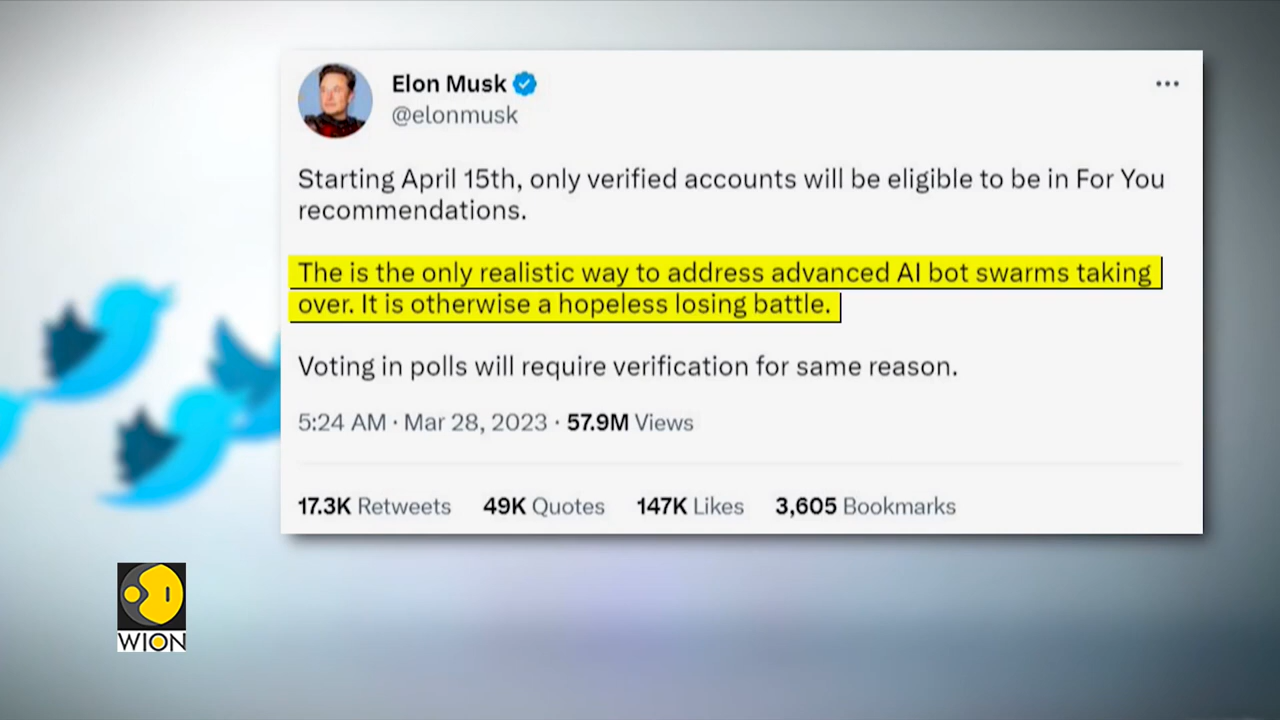 Elon Musk
@elonmusk
Starting April 15th, only verified accounts will be eligible to be in For You
recommendations.
The is the only realistic way to address advanced AI bot swarms taking
over. It is otherwise a hopeless losing battle.
Voting in polls will require verification for same reason.
5:24 AM · Mar 28, 2023 · 57.9M Views
17.3K Retweets 49K Quotes 147K Likes 3,605 Bookmarks
WION